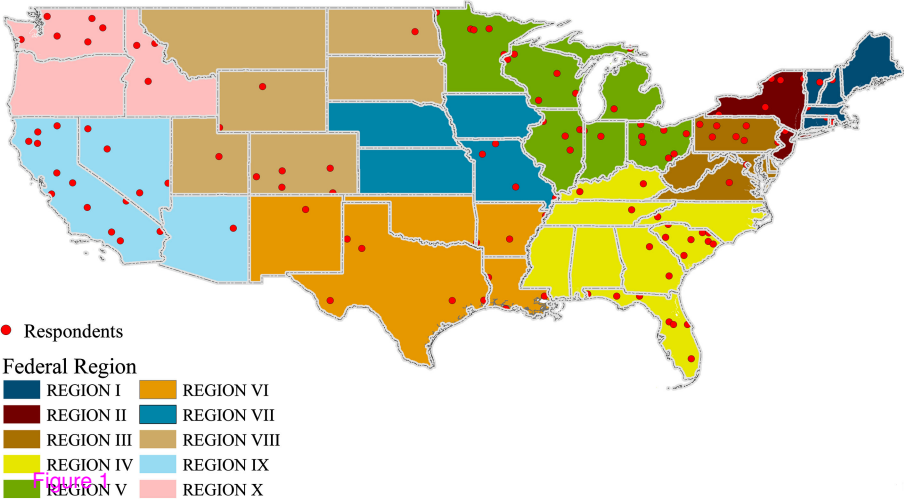 Respondents
Federal Region
REGION I
REGION II
REGION III
REGION IV
REGION V
REGION VI
REGION VII
REGION VIII
REGION IX
REGION X
Figure 1